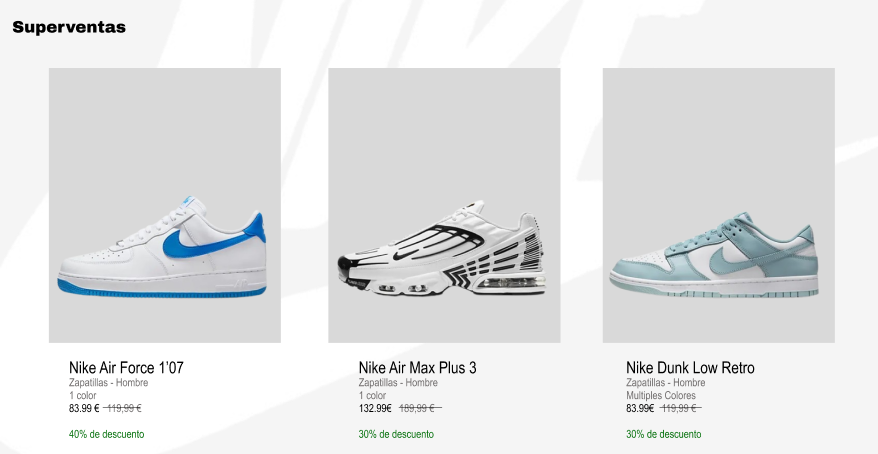 Superventas
Nike Air Force 1'07
Zapatillas - Hombre
1 color
83.99 € 119,99 €
40% de descuento
Nike Air Max Plus 3
Zapatillas - Hombre
1 color
132.99€ 189,99 €
30% de descuento
Nike Dunk Low Retro
Zapatillas - Hombre
Multiples Colores
83.99€ 119,99 €
30% de descuento